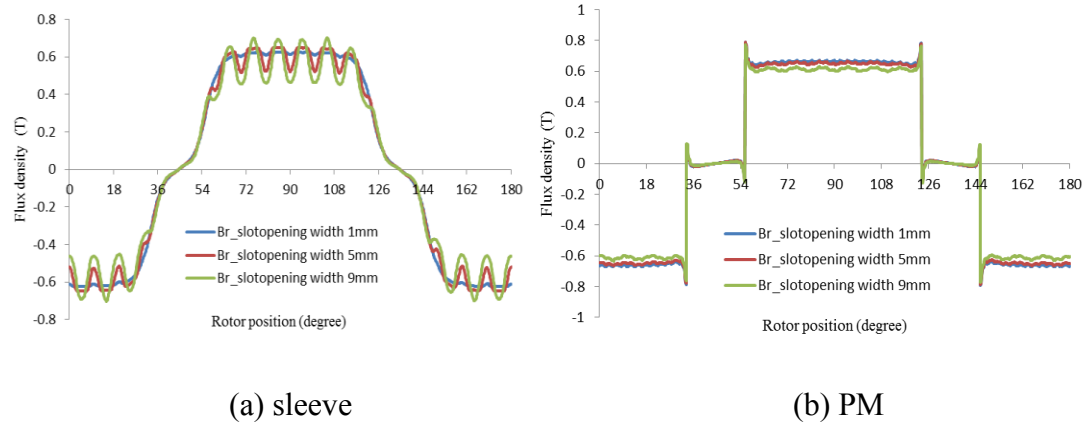 0.8
0.6
0.4
0.2
0
-0.2
-0.4
-0.6
-0.8
Flux density (T)
0 18 36 54 72 90 108 126 144 162 180
Br_slotopening width 1mm
Br_slotopening width 5mm
Br_slotopening width 9mm
Rotor position (degree)
(a) sleeve
1
0.8
0.6
0.4
0.2
0
-0.2
-0.4
-0.6
-0.8
-1
Flux density (T)
0 18 36 54 72 90 108 126 144 162 180
Br_slotopening width 1mm
Br_slotopening width 5mm
Br_slotopening width 9mm
Rotor position (degree)
(b) PM